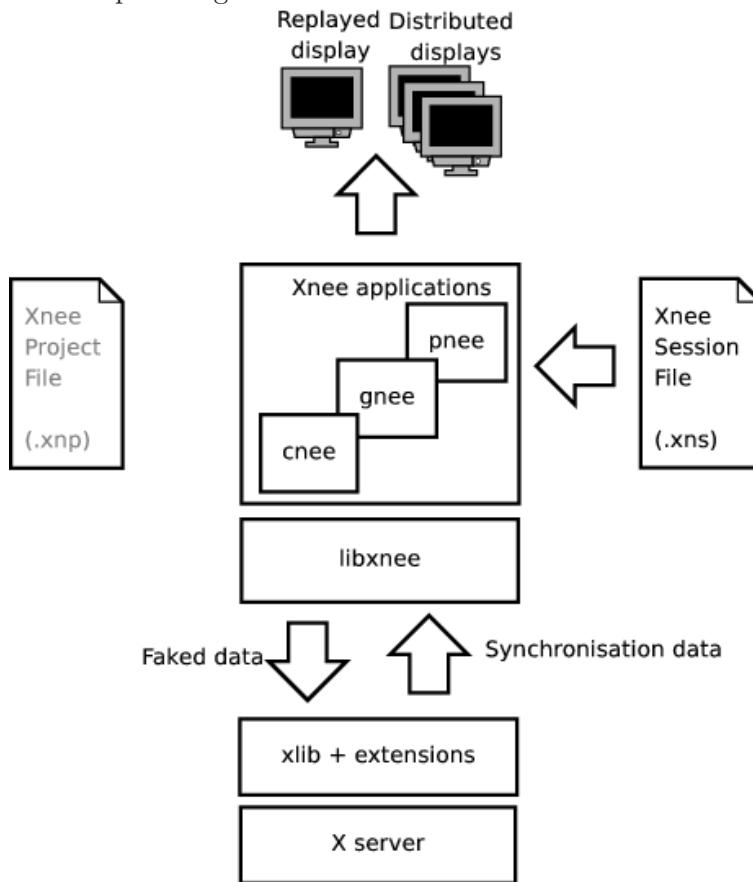 Replayed
display
Distributed
displays
Xnee applications
pnee
gnee
cnee
Xnee
Project
File
(.xnp)
Xnee
Session
File
(.xns)
libxnee
Faked data
Synchronisation data
xlib + extensions
X server